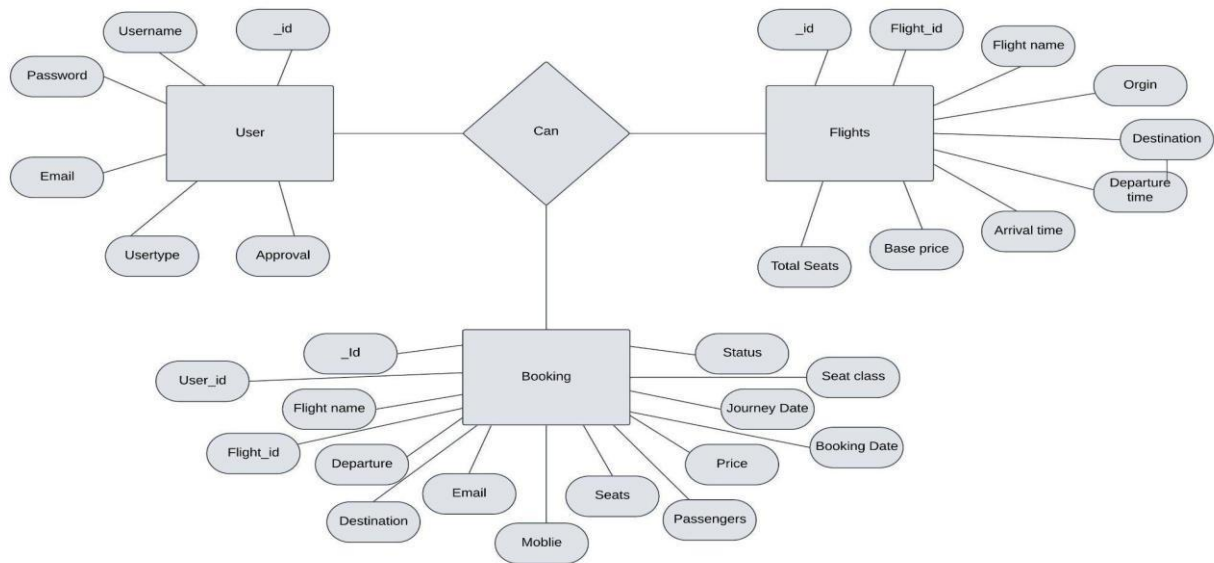 Username
_id
_id
Flight_id
Flight name
Password
Orgin
User
Can
Flights
Destination
Email
Departure
time
Arrival time
Usertype
Approval
Base price
Total Seats
_Id
Status
User_id
Booking
Seat class
Flight name
Journey Date
Flight_id
Booking Date
Departure
Price
Email
Seats
Destination
Passengers
Moblie